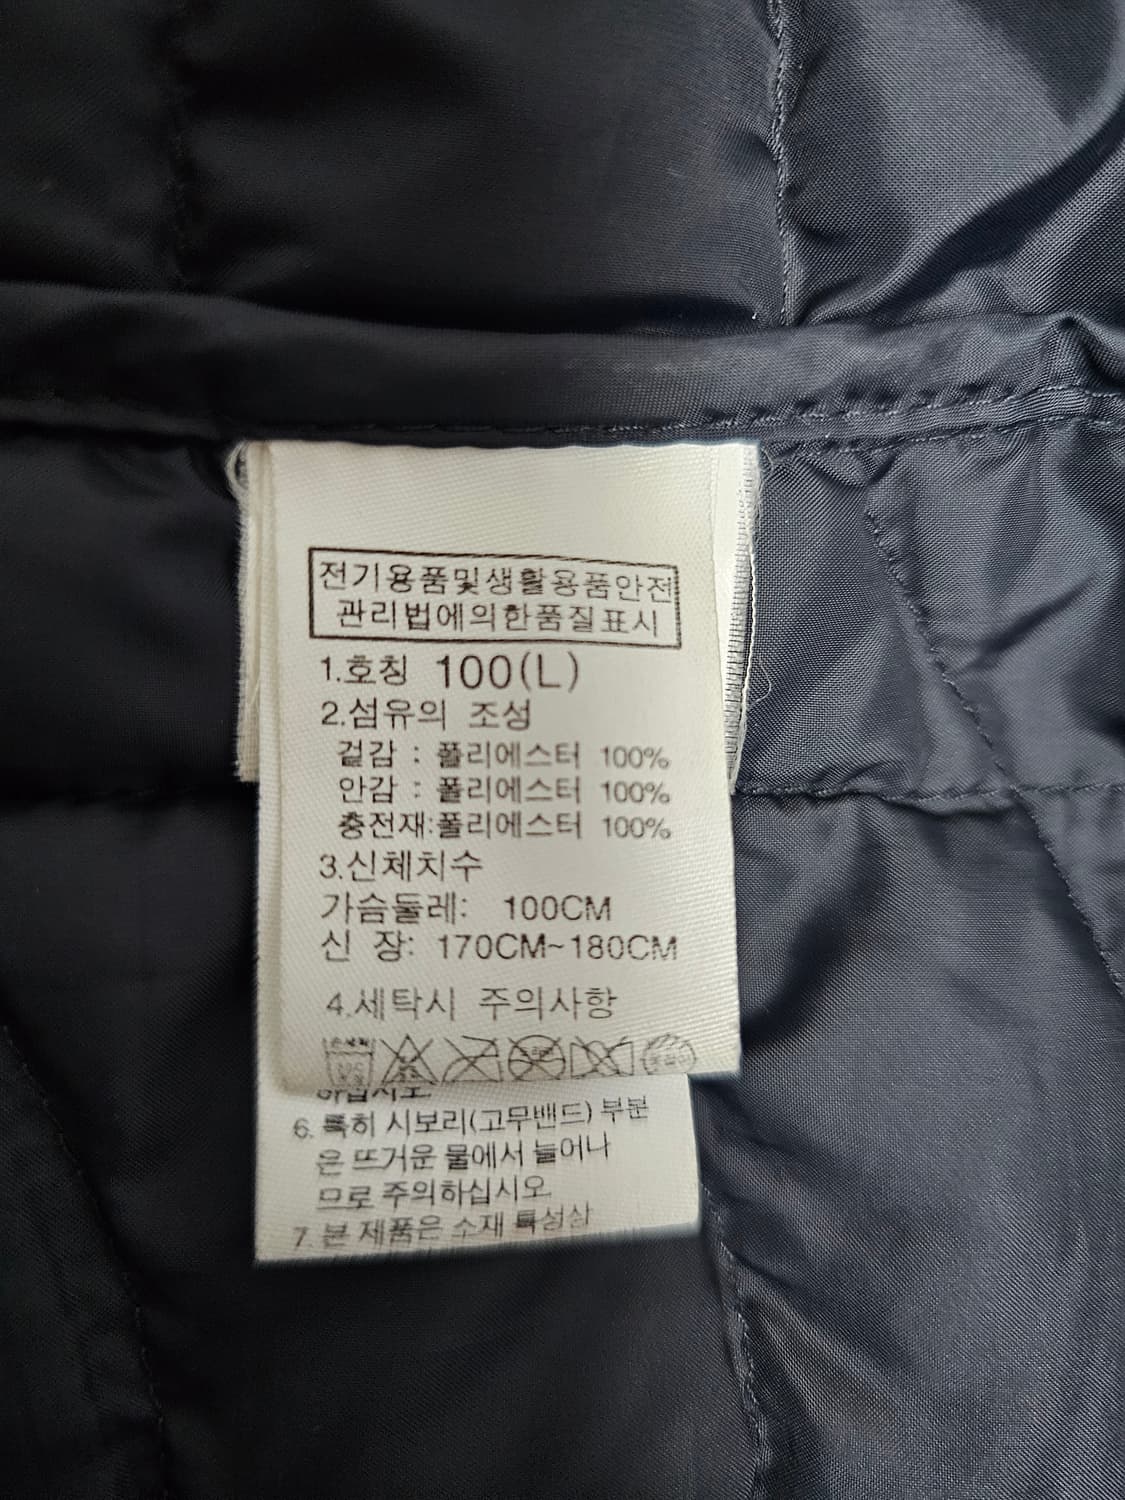 전기용품및생활용품안전
관리법에의한품질표시
1.호칭 100(L)
2.섬유의 조성
겉감 : 폴리에스터 100%
안감 : 폴리에스터 100%
충전재:폴리에스터 100%
3.신체치수
가슴둘레: 100CM
신 장: 170CM~180CM
4.세탁시 주의사항
하십시오.
6. 특히 시보리(고무밴드) 부분
은 뜨거운 물에서 늘어나
므로 주의하십시오.
7. 본 제품은 소재 특성상